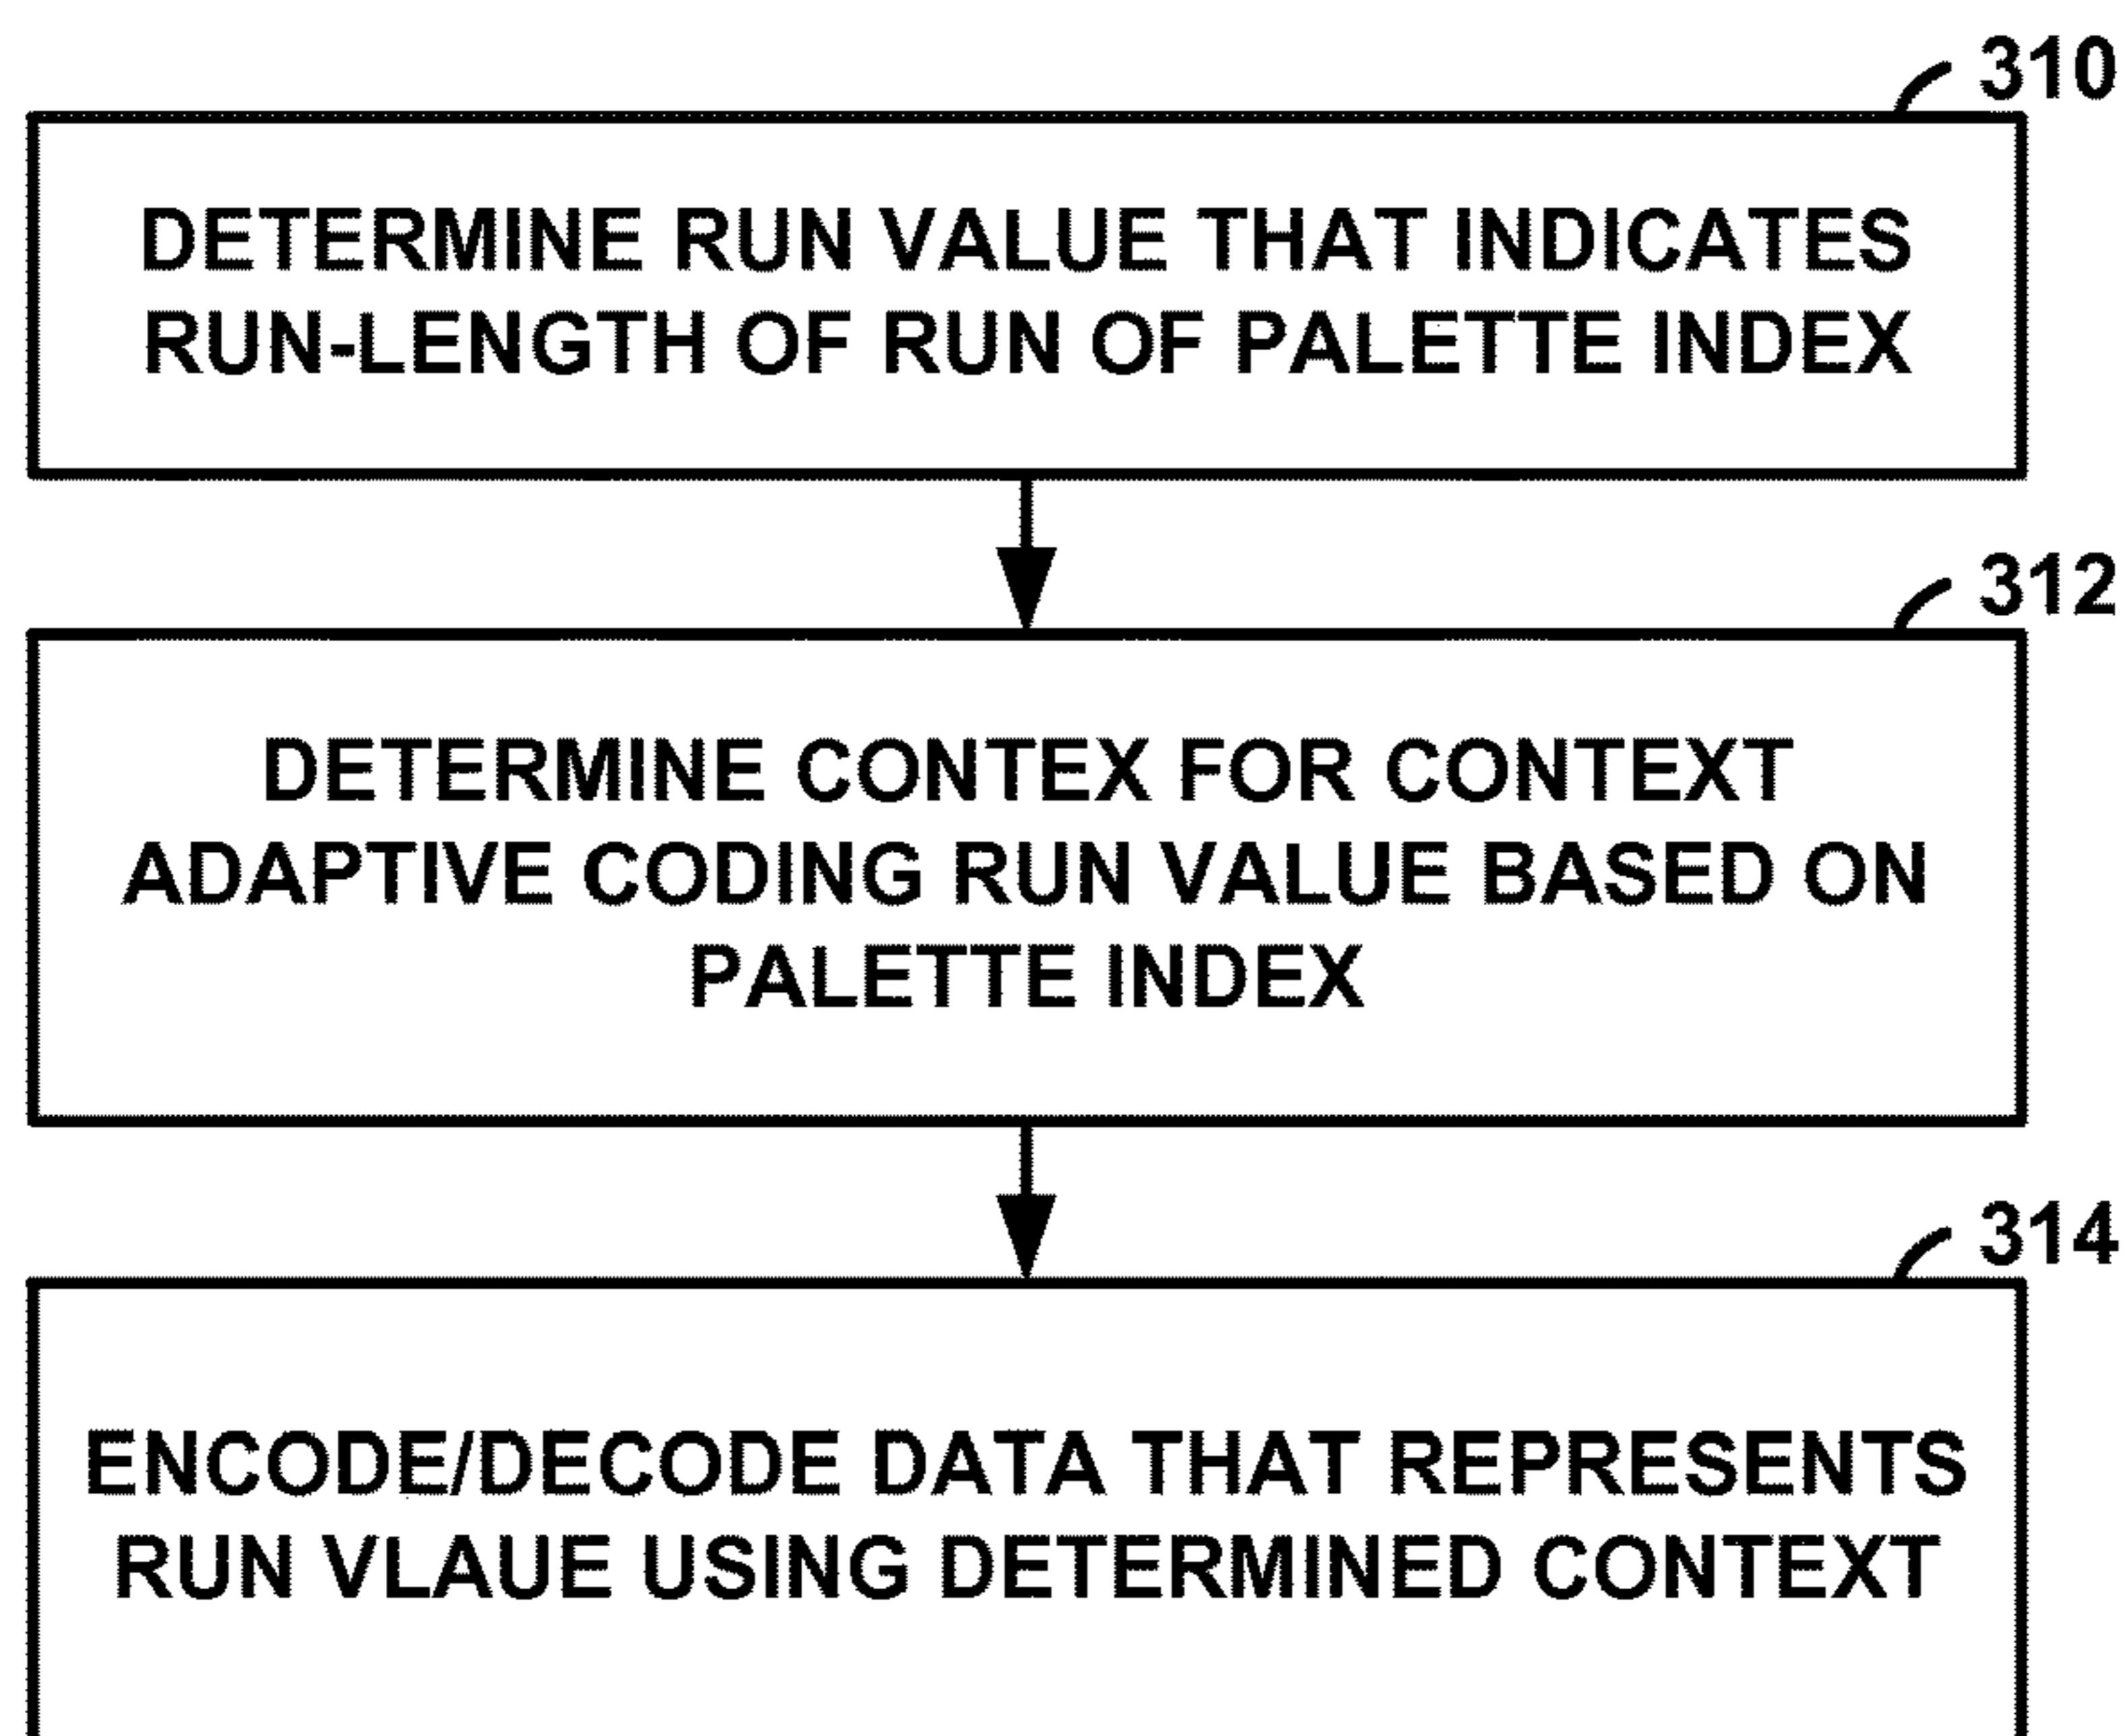 310
DETERMINE RUN VALUE THAT INDICATES
RUN-LENGTH OF RUN OF PALETTE INDEX
312
DETERMINE CONTEX FOR CONTEXT
ADAPTIVE CODING RUN VALUE BASED ON
PALETTE INDEX
314
ENCODE/DECODE DATA THAT REPRESENTS
RUN VLAUE USING DETERMINED CONTEXT